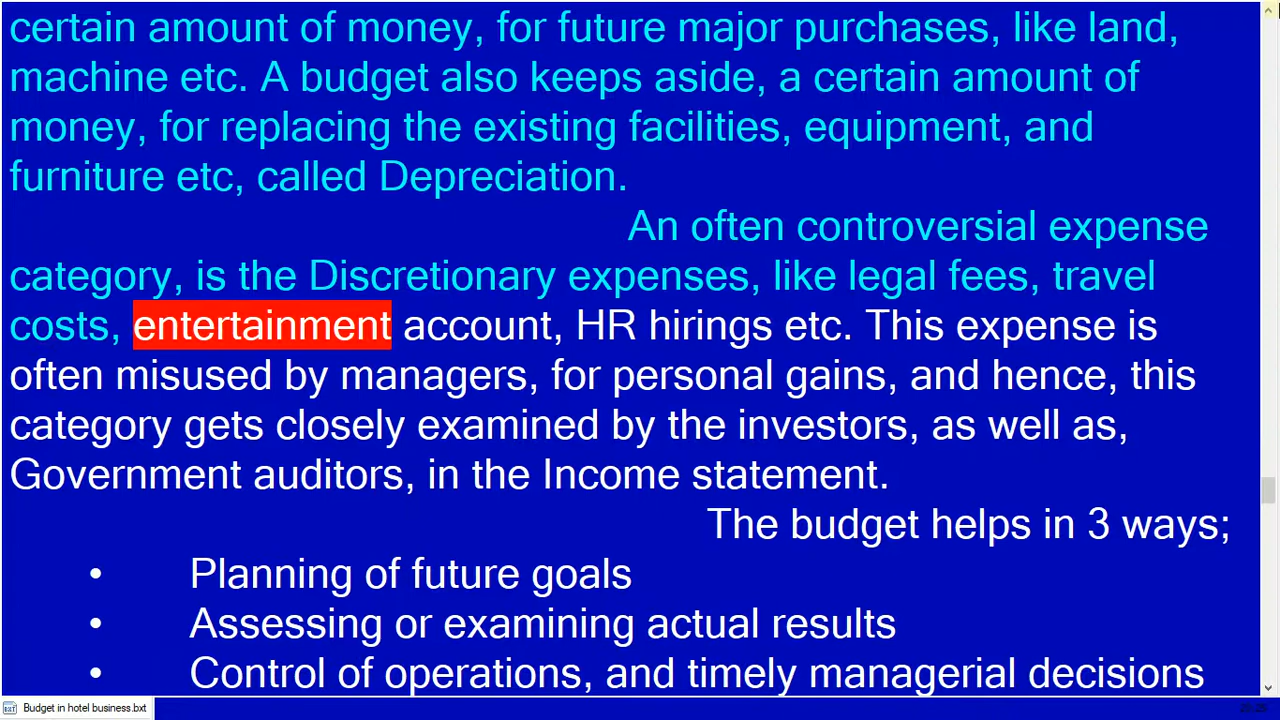 certain amount of money, for future major purchases, like land,
machine etc. A budget also keeps aside, a certain amount of
money, for replacing the existing facilities, equipment, and
furniture etc, called Depreciation.
An often controversial expense
category, is the Discretionary expenses, like legal fees, travel
costs, entertainment account, HR hirings etc. This expense is
often misused by managers, for personal gains, and hence, this
category gets closely examined by the investors, as well as,
Government auditors, in the Income statement.
The budget helps in 3 ways;
• Planning of future goals
• Assessing or examining actual results
• Control of operations, and timely managerial decisions
Budget in hotel business.bxt